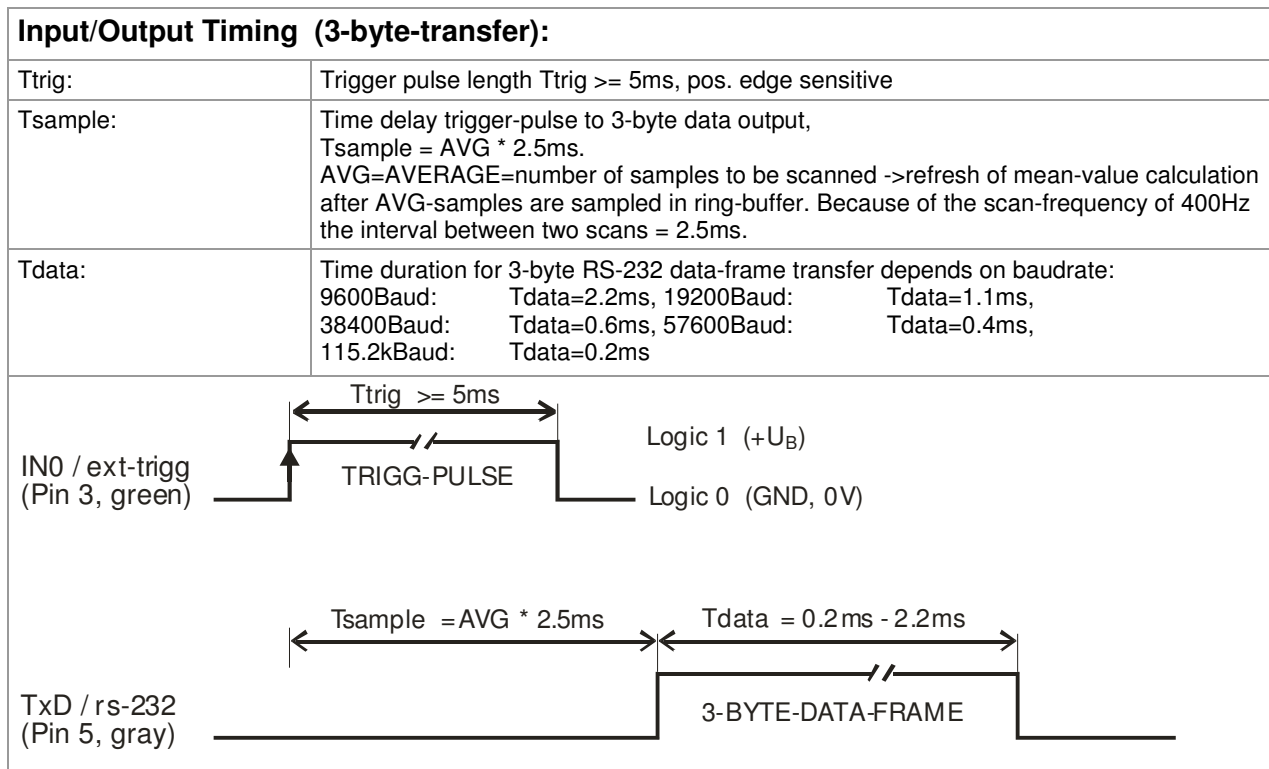 Input/Output Timing (3-byte-transfer):
Ttrig: Trigger pulse length Ttrig >= 5ms, pos. edge sensitive
Tsample: Time delay trigger-pulse to 3-byte data output,
Tsample = AVG * 2.5ms.
AVG=AVERAGE=number of samples to be scanned ->refresh of mean-value calculation
after AVG-samples are sampled in ring-buffer. Because of the scan-frequency of 400Hz
the interval between two scans = 2.5ms.
Tdata: Time duration for 3-byte RS-232 data-frame transfer depends on baudrate:
9600Baud: Tdata=2.2ms, 19200Baud: Tdata=1.1ms,
38400Baud: Tdata=0.6ms, 57600Baud: Tdata=0.4ms,
115.2kBaud: Tdata=0.2ms
Ttrig >= 5ms
Logic 1 (+UB)
IN0 / ext-trigg
(Pin 3, green)
TRIGG-PULSE
Logic 0 (GND, 0V)
Tsample = AVG * 2.5ms
Tdata = 0.2ms - 2.2ms
TxD / rs-232
(Pin 5, gray)
3-BYTE-DATA-FRAME